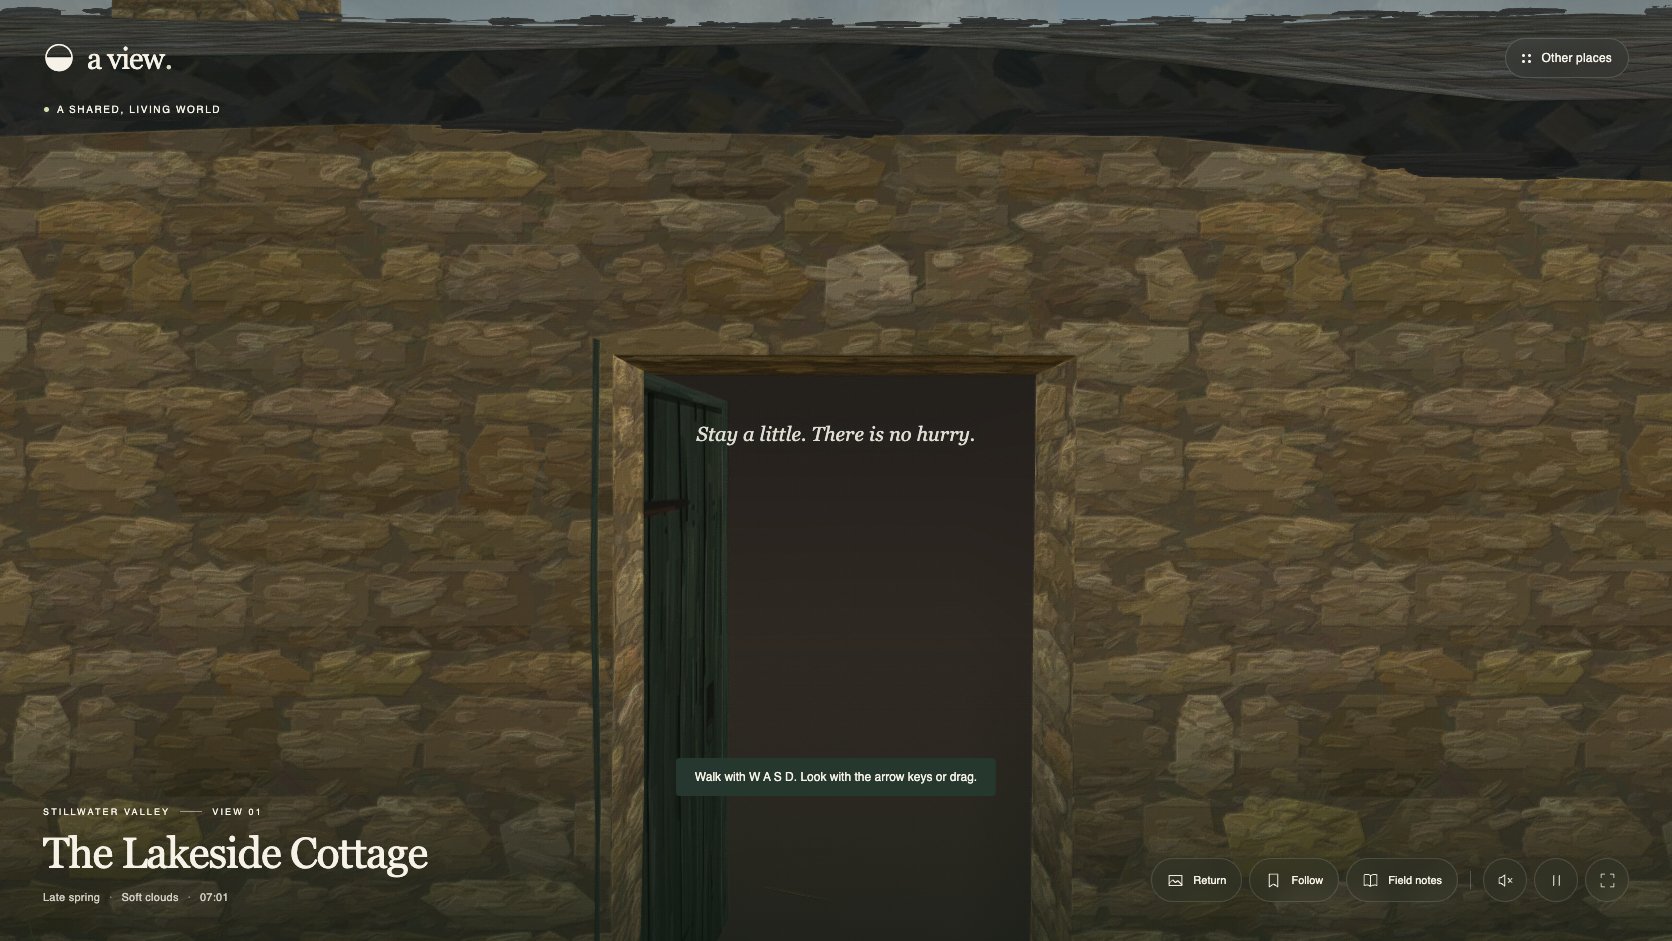 a view.
Other places
A SHARED, LIVING WORLD
Stay a little. There is no hurry.
Walk with W A S D. Look with the arrow keys or drag.
STILLWATER VALLEY — VIEW 01
The Lakeside Cottage
Late spring · Soft clouds · 07:01
Return
Follow
Field notes